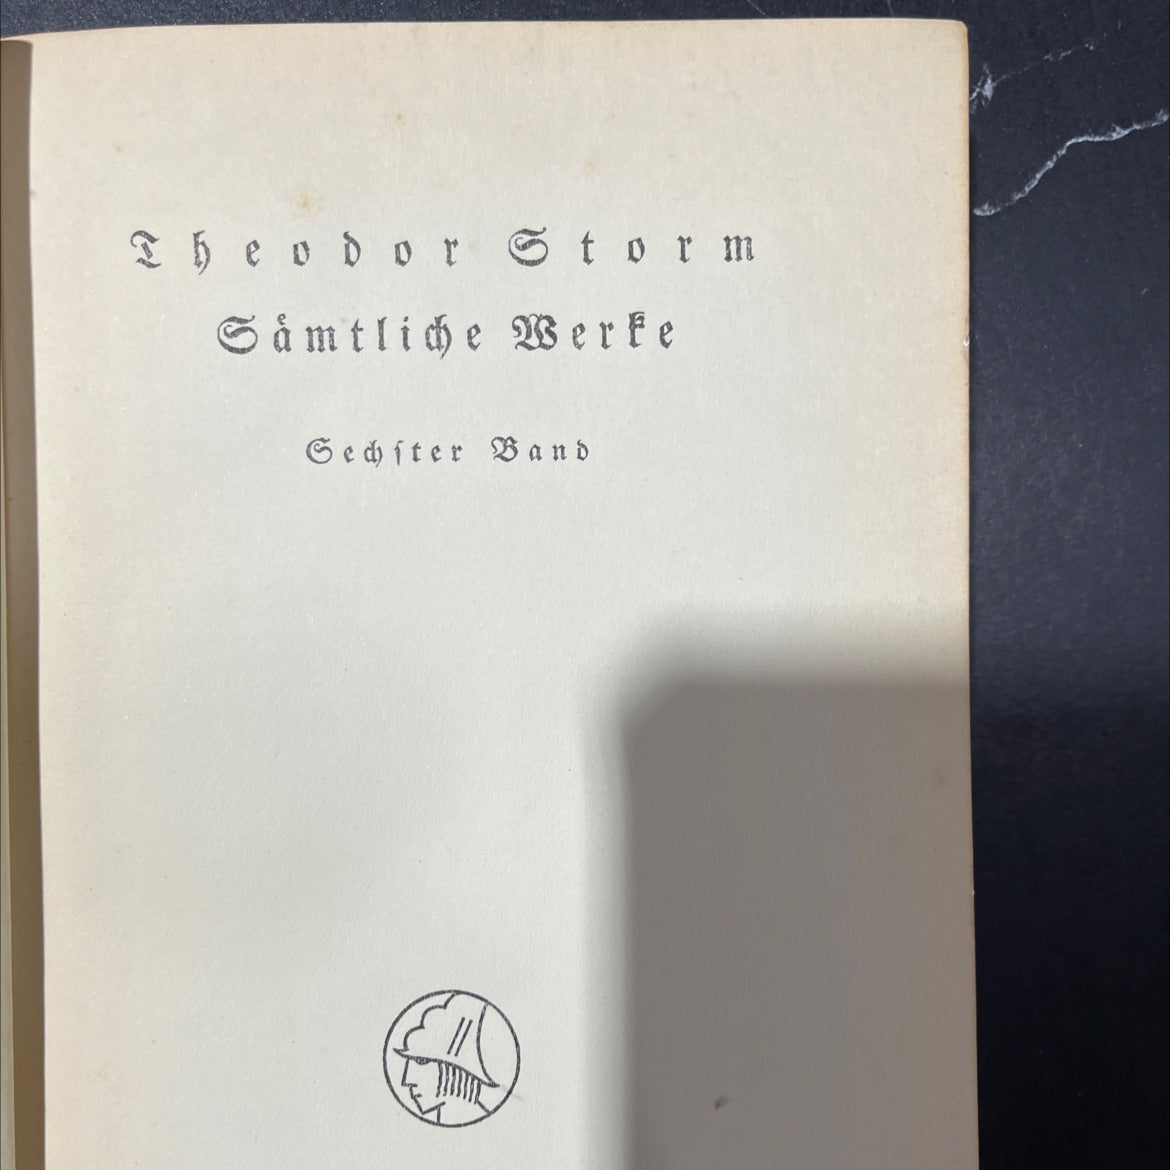 Theodor Storm
Sämtliche Werke
Sechſter Band